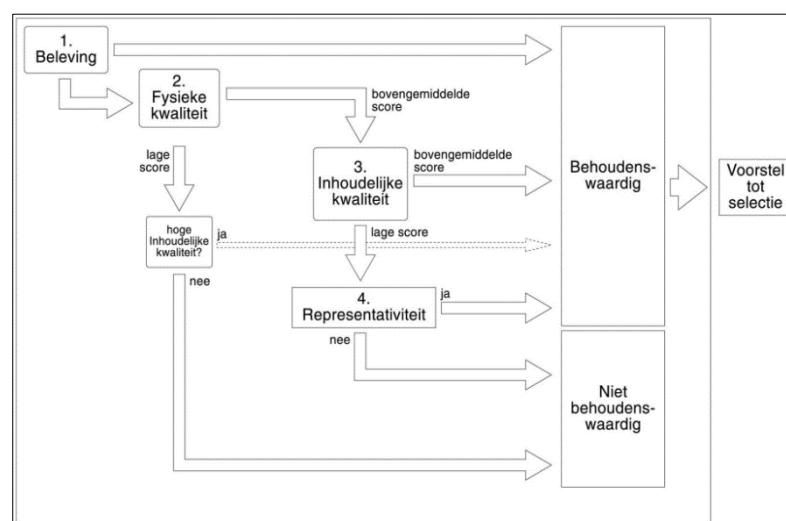 1.
Beleving
2.
Fysieke
kwaliteit
bovengemiddelde
score
lage
score
3.
Inhoudelijke
kwaliteit
bovengemiddelde
score
Behoudens-
waardig
Voorstel
tot
selectie
hoge
Inhoudelijke
kwaliteit?
ja
lage score
nee
4.
Representativiteit
ja
nee
Niet
behoudens-
waardig